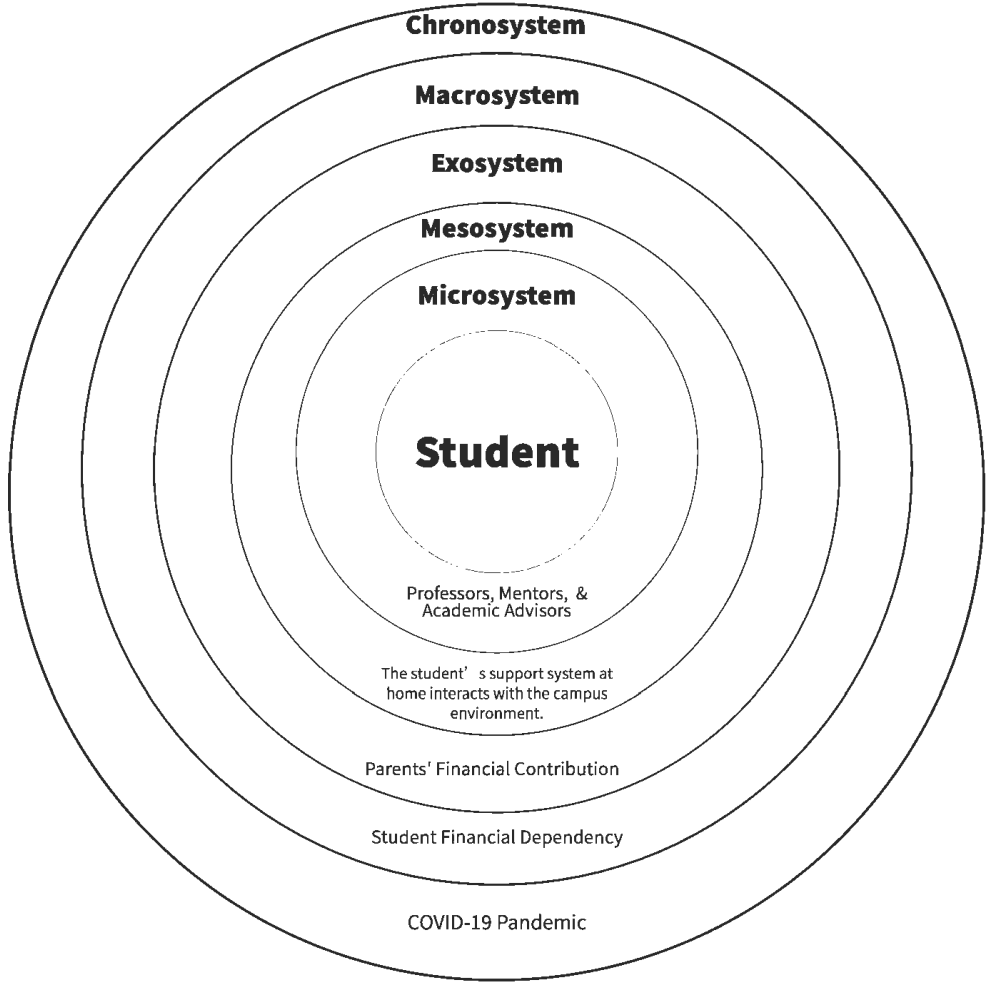 Chronosystem
Macrosystem
Exosystem
Mesosystem
Microsystem
Student
Professors, Mentors, &
Academic Advisors
The student’ s support system at
home interacts with the campus
environment.
Parents' Financial Contribution
Student Financial Dependency
COVID-19 Pandemic